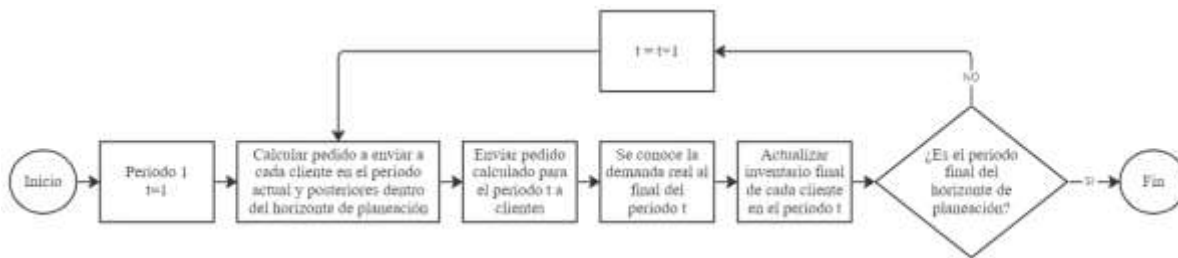 t = t+1
NO
Inicio
Periodo 1
t=1
Calcular pedido a enviar a
cada cliente en el periodo
actual y posteriores dentro
del horizonte de planeación
Enviar pedido
calculado para
el periodo t a
clientes
Se conoce la
demanda real al
final del
periodo t
Actualizar
inventario final
de cada cliente
en el periodo t
¿Es el periodo
final del
horizonte de
planeación?
SI
Fin